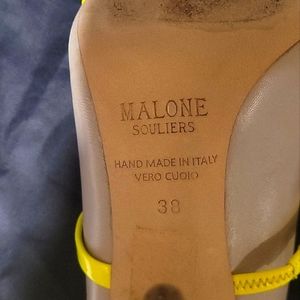 MALONE
SOULIERS
HAND MADE IN ITALY
VERO CUOIO
38